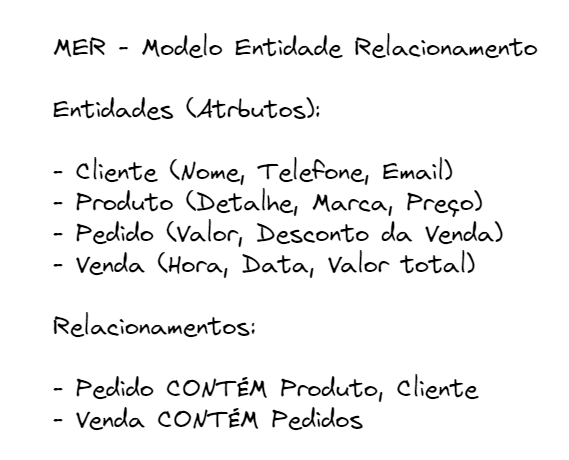 MER - Modelo Entidade Relacionamento
Entidades (Atrbutos):
- Cliente (Nome, Telefone, Email)
- Produto (Detalhe, Marca, Preço)
- Pedido (Valor, Desconto da Venda)
- Venda (Hora, Data, Valor total)
Relacionamentos:
- Pedido CONTÉM Produto, Cliente
- Venda CONTÉM Pedidos